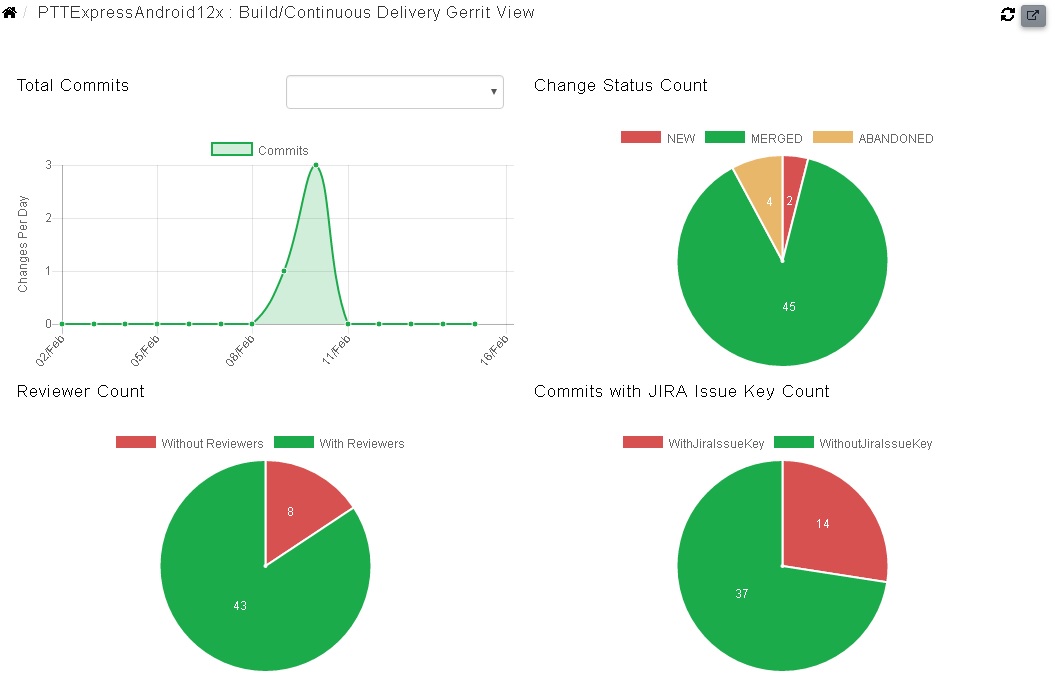 / PTTExpressAndroid12x : Build/Continuous Delivery Gerrit View
Total Commits
Commits
Changes Per Day
3
2
1
0
02/Feb
05/Feb
08/Feb
11/Feb
16/Feb
Change Status Count
NEW MERGED ABANDONED
4
2
45
Reviewer Count
Without Reviewers With Reviewers
8
43
Commits with JIRA Issue Key Count
WithJiraIssueKey WithoutJiraIssueKey
14
37